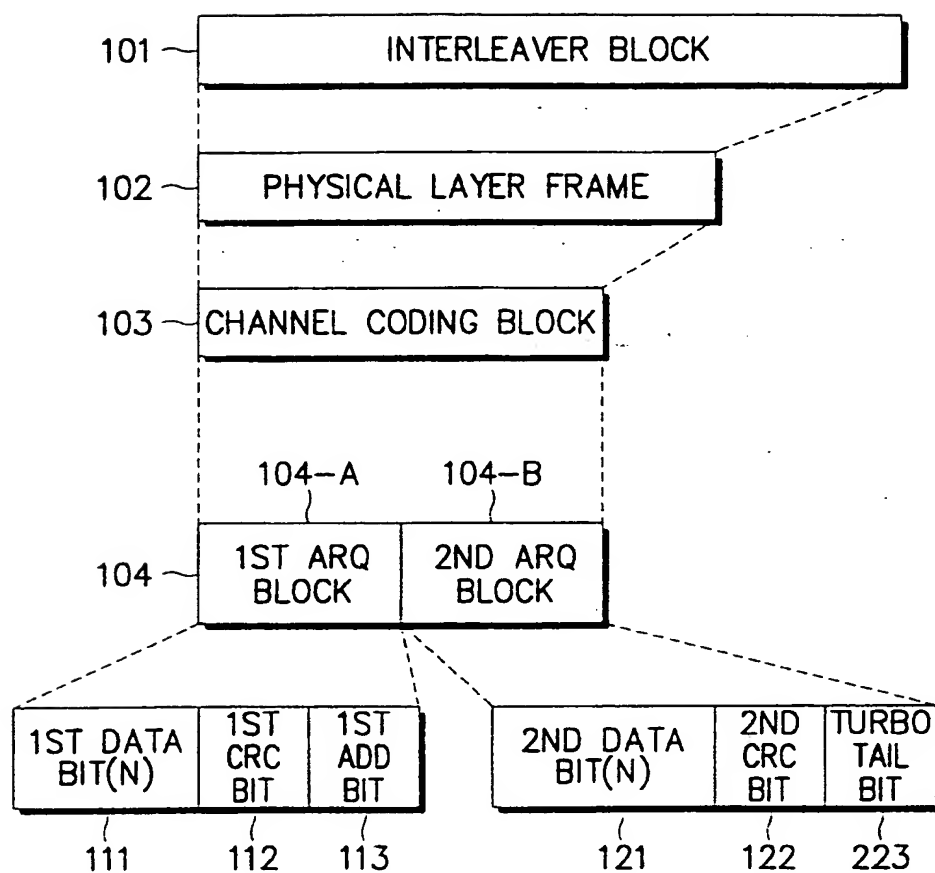 101
INTERLEAVER BLOCK
102
PHYSICAL LAYER FRAME
103
CHANNEL CODING BLOCK
104-A
104-B
104
1ST ARQ
BLOCK
2ND ARQ
BLOCK
1ST DATA
BIT(N)
1ST
CRC
BIT
1ST
ADD
BIT
2ND DATA
BIT(N)
2ND
CRC
BIT
TURBO
TAIL
BIT
111
112
113
121
122
223